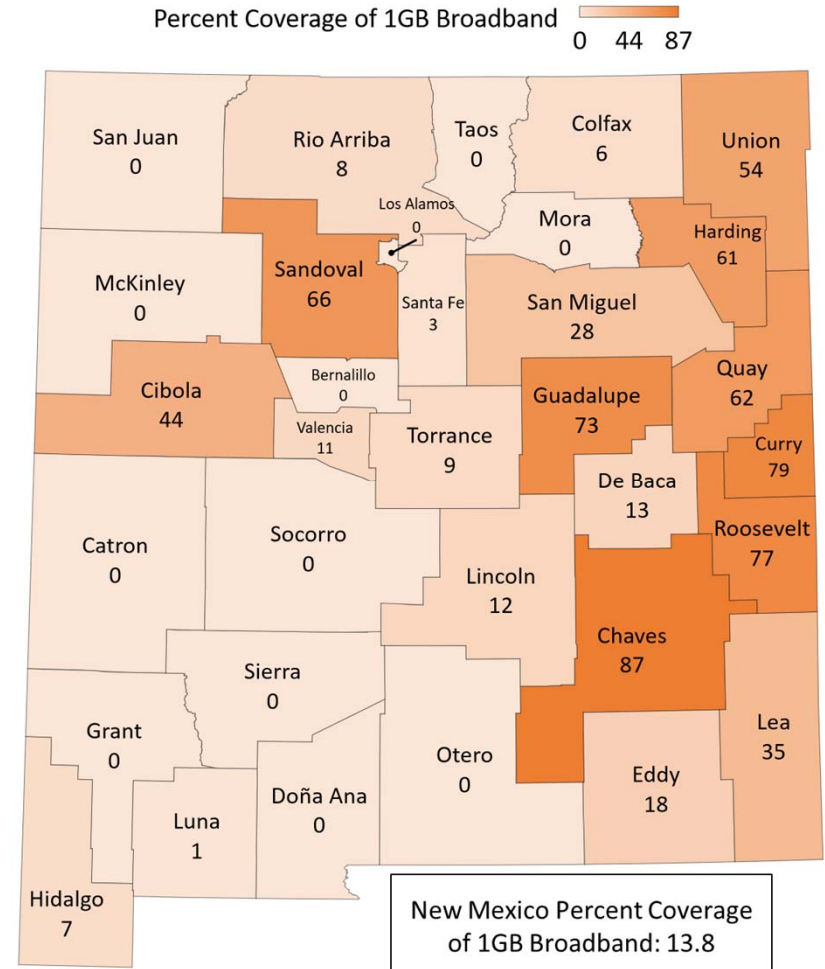 Percent Coverage of 1GB Broadband
0 44 87
San Juan
0
Rio Arriba
8
Taos
0
Colfax
6
Union
54
Los Alamos
0
Mora
0
Harding
61
McKinley
0
Sandoval
66
Santa Fe
3
San Miguel
28
Quay
62
Cibola
44
Bernalillo
0
Valencia
11
Torrance
9
Guadalupe
73
Curry
79
De Baca
13
Roosevelt
77
Catron
0
Socorro
0
Lincoln
12
Chaves
87
Sierra
0
Grant
0
Otero
0
Lea
35
Doña Ana
0
Eddy
18
Luna
1
Hidalgo
7
New Mexico Percent Coverage
of 1GB Broadband: 13.8